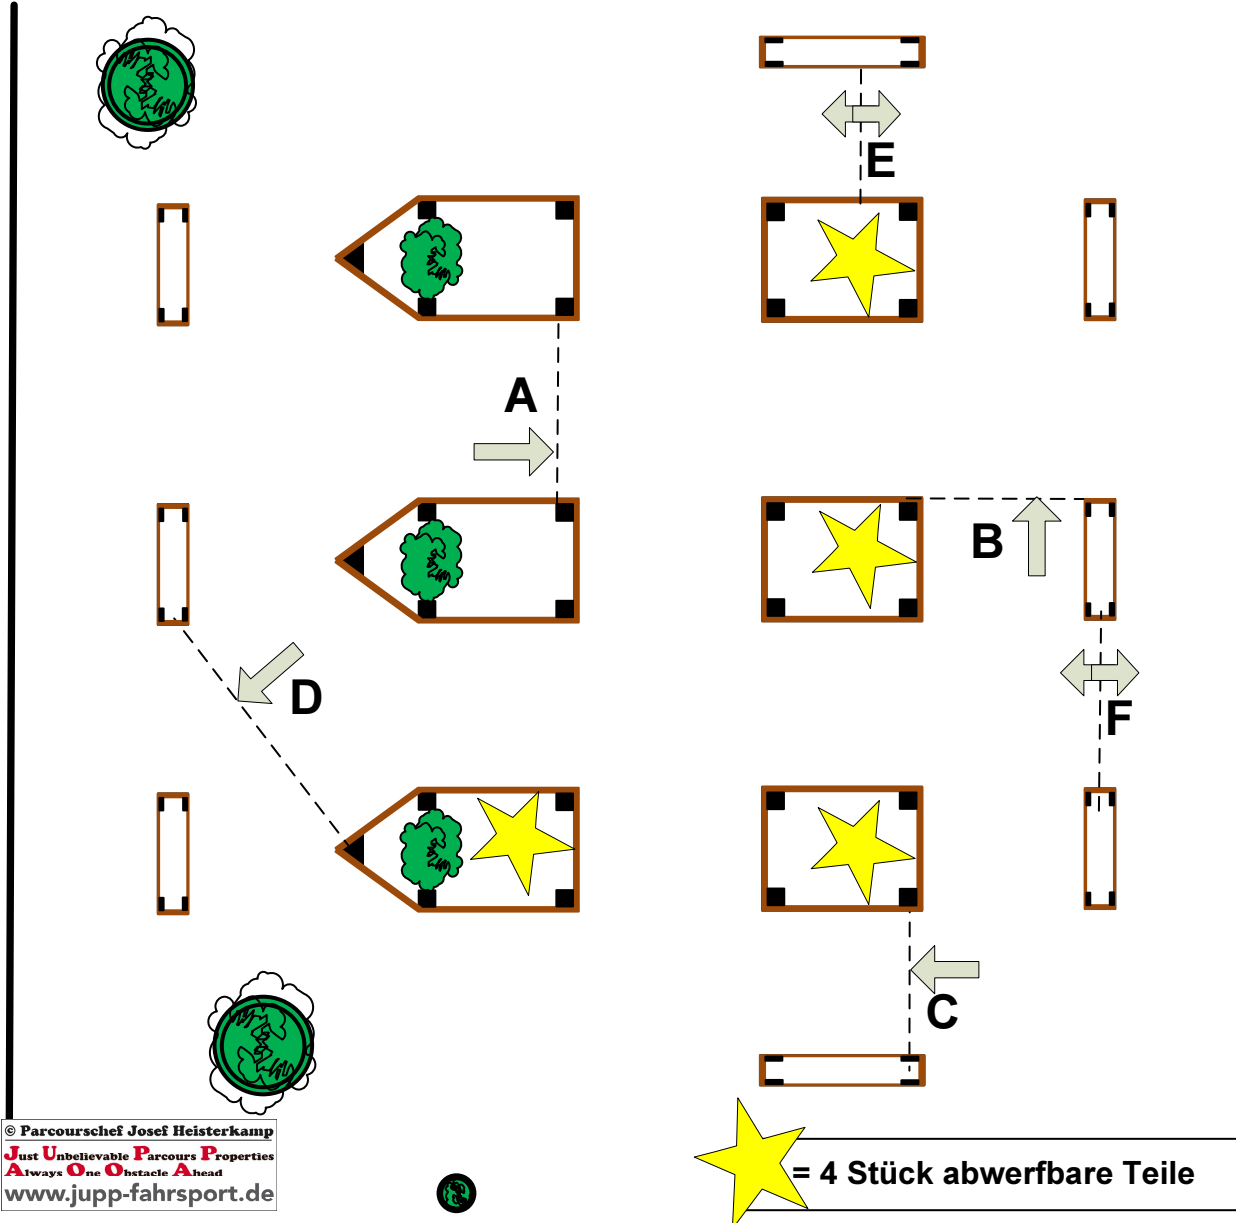 E
A
B
D
F
C
© Parcourschef Josef Heisterkamp
Just Unbelievable Parcours Properties
Always One Obstacle Ahead
www.jupp-fahrsport.de
= 4 Stück abwerfbare Teile